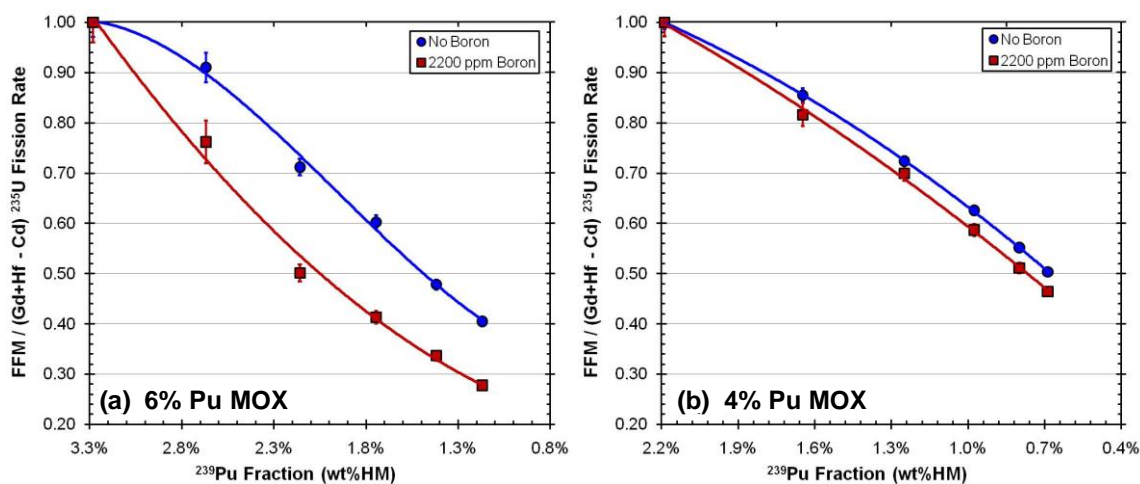 FFM / (Gd+Hf - Cd) ²³⁵U Fission Rate
1.00
0.90
0.80
0.70
0.60
0.50
0.40
0.30
0.20
No Boron
2200 ppm Boron
(a) 6% Pu MOX
3.3% 2.8% 2.3% 1.8% 1.3% 0.8%
²³⁹Pu Fraction (wt%HM)
FFM / (Gd+Hf - Cd) ²³⁵U Fission Rate
1.00
0.90
0.80
0.70
0.60
0.50
0.40
0.30
0.20
No Boron
2200 ppm Boron
(b) 4% Pu MOX
2.2% 1.9% 1.6% 1.3% 1.0% 0.7% 0.4%
²³⁹Pu Fraction (wt%HM)